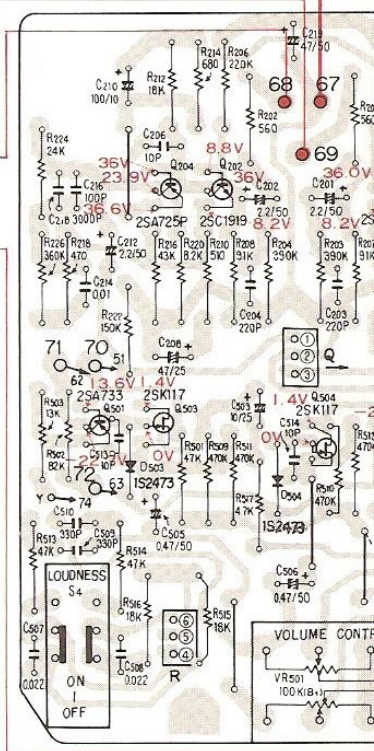 C219
47/50
R214
680
R206
220K
C210
100/10
R212
18K
68
67
R202
560
69
R224
24K
C206
10P
8.8V
36V
23.9V
Q204
Q202
36V
36.0V
C216
100P
C202
2.2/50
C201
2.2/50
36.6V
C218 3000P
2SA725P
2SC1919
8.2V
8.2V
R226
360K
R218
470
C212
2.2/50
R216
43K
R220
8.2K
R210
510
R208
91K
R204
390K
R203
390K
C214
0.01
R222
150K
C204
220P
C203
220P
71
70
51
C208
47/25
1
2
3
Q
62
13.6V
1.4V
R503
13K
2SA733
2SK117
Q501
Q503
C503
10/25
1.4V
Q504
2SK117
C514
10P
R502
82K
C513
10P
0V
0V
R501
47K
R509
470K
R511
470K
D503
1S2473
72
63
R517
4.7K
D504
1S2473
R510
470K
Y
74
C510
330P
C509
330P
C505
0.47/50
R513
47K
R514
47K
C506
0.47/50
LOUDNESS
S4
R516
18K
6
5
4
R
R515
18K
C507
0.022
C508
0.022
ON
OFF
VOLUME CONT
VR501
100K(B)